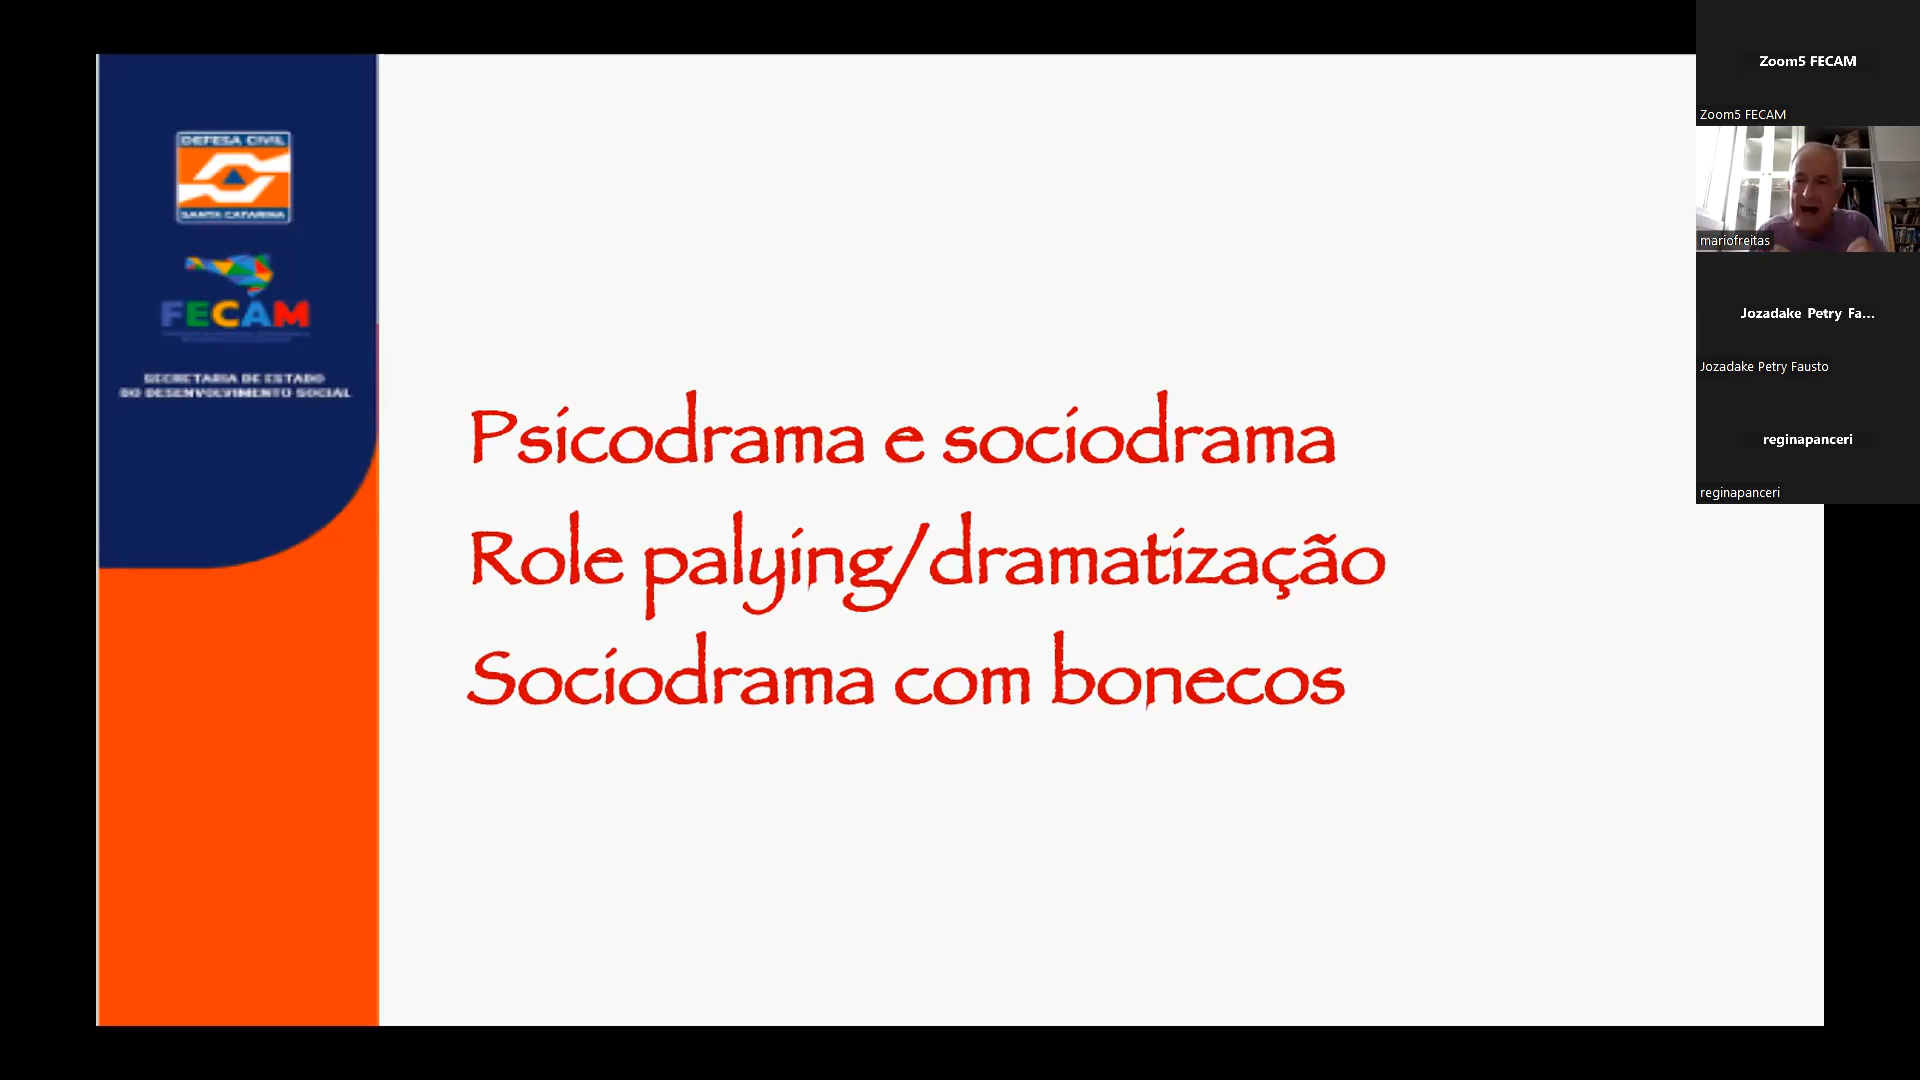 DEFESA CIVIL
SANTA CATARINA
FECAM
SECRETARIA DE ESTADO
DO DESENVOLVIMENTO SOCIAL
Psicodrama e sociodrama
Role palying/dramatização
Sociodrama com bonecos
Zoom5 FECAM
Zoom5 FECAM
mariofreitas
Jozadake Petry Fa...
Jozadake Petry Fausto
reginapanceri
reginapanceri